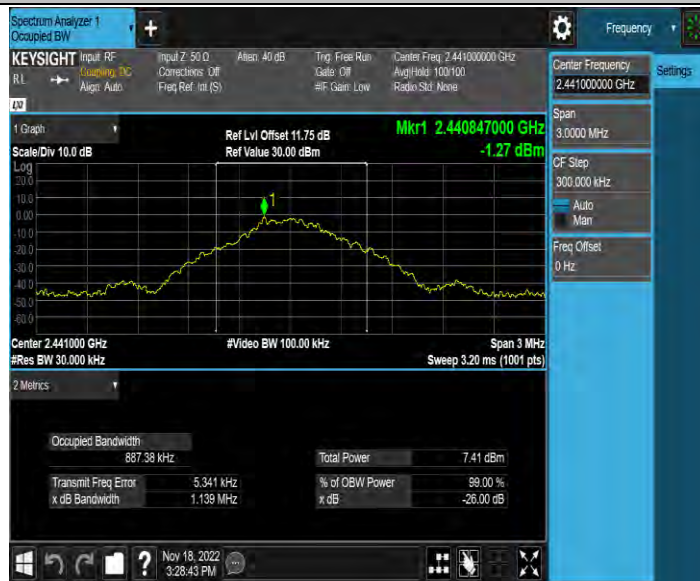 Spectrum Analyzer 1
Occupied BW
+
Frequency
KEYSIGHT
R L
Input: RF
Coupling: DC
Align: Auto
Input Z: 50 Ω
Corrections: Off
Freq Ref: Int (S)
Atten: 40 dB
Trig: Free Run
Gate: Off
#IF Gain: Low
Center Freq: 2.441000000 GHz
Avg|Hold: 100/100
Radio Std: None
Center Frequency
2.441000000 GHz
Settings
Span
3.0000 MHz
CF Step
300.000 kHz
Auto
Man
Freq Offset
0 Hz
1 Graph
Scale/Div 10.0 dB
Ref Lvl Offset 11.75 dB
Ref Value 30.00 dBm
Mkr1 2.440847000 GHz
-1.27 dBm
Log
20.0
10.0
0.00
-10.0
-20.0
-30.0
-40.0
-50.0
-60.0
1
Center 2.441000 GHz
#Res BW 30.000 kHz
#Video BW 100.00 kHz
Span 3 MHz
Sweep 3.20 ms (1001 pts)
2 Metrics
Occupied Bandwidth
887.38 kHz
Total Power 7.41 dBm
Transmit Freq Error 5.341 kHz
% of OBW Power 99.00 %
x dB Bandwidth 1.139 MHz
x dB -26.00 dB
?
Nov 18, 2022
3:28:43 PM